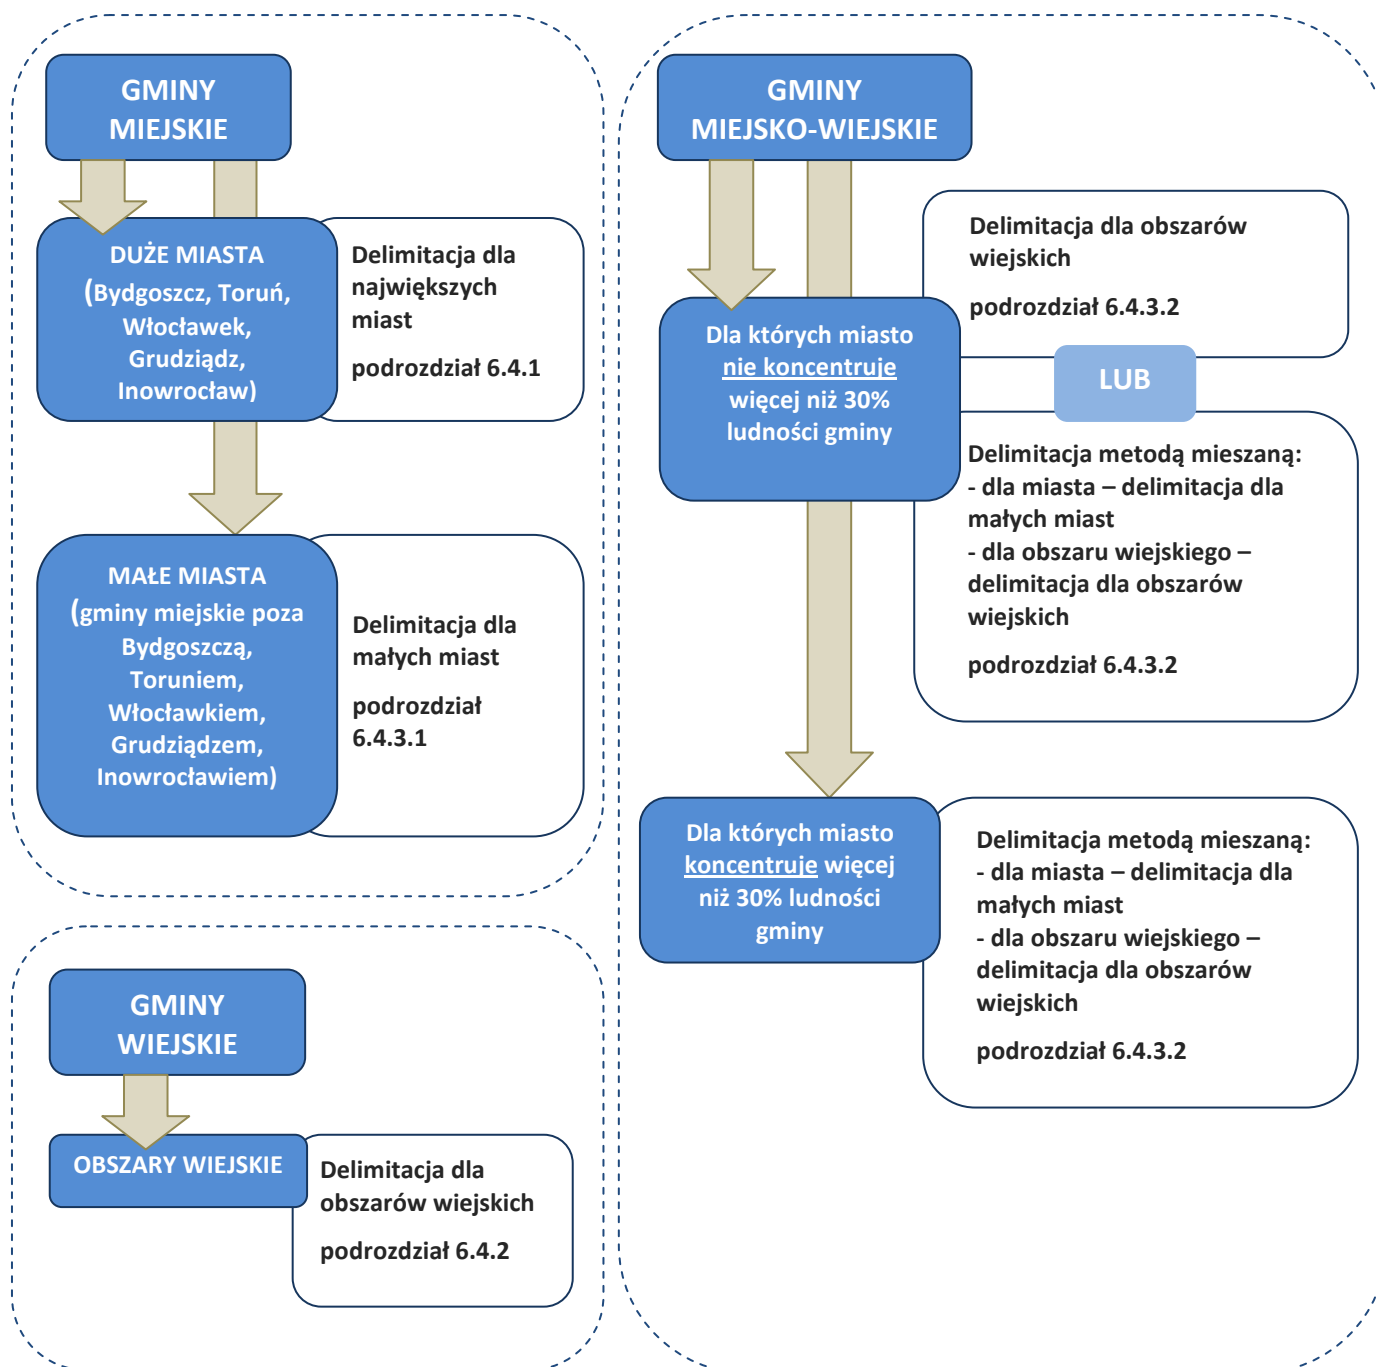 GMINY
MIEJSKIE
DUŻE MIASTA
(Bydgoszcz, Toruń,
Włocławek,
Grudziądz,
Inowrocław)
Delimitacja dla
największych
miast
podrozdział 6.4.1
MAŁE MIASTA
(gminy miejskie poza
Bydgoszczą,
Toruniem,
Włocławkiem,
Grudziądzem,
Inowrocławiem)
Delimitacja dla
małych miast
podrozdział
6.4.3.1
GMINY
WIEJSKIE
OBSZARY WIEJSKIE
Delimitacja dla
obszarów wiejskich
podrozdział 6.4.2
GMINY
MIEJSKO-WIEJSKIE
Dla których miasto
nie koncentruje
więcej niż 30%
ludności gminy
Delimitacja dla obszarów
wiejskich
podrozdział 6.4.3.2
LUB
Delimitacja metodą mieszaną:
- dla miasta – delimitacja dla
małych miast
- dla obszaru wiejskiego –
delimitacja dla obszarów
wiejskich
podrozdział 6.4.3.2
Dla których miasto
koncentruje więcej
niż 30% ludności
gminy
Delimitacja metodą mieszaną:
- dla miasta – delimitacja dla
małych miast
- dla obszaru wiejskiego –
delimitacja dla obszarów
wiejskich
podrozdział 6.4.3.2